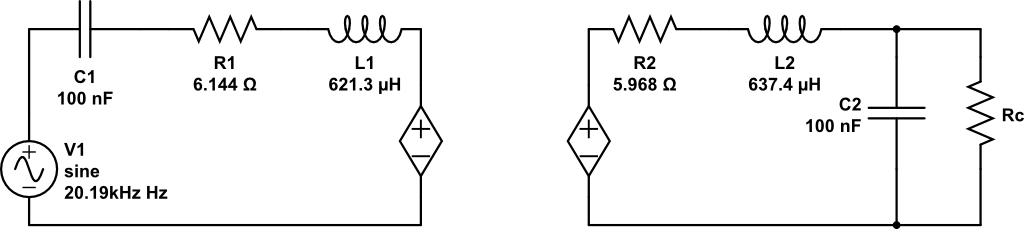 C1
100 nF
R1
6.144 Ω
L1
621.3 µH
V1
sine
20.19kHz Hz
R2
5.968 Ω
L2
637.4 µH
C2
100 nF
Rc